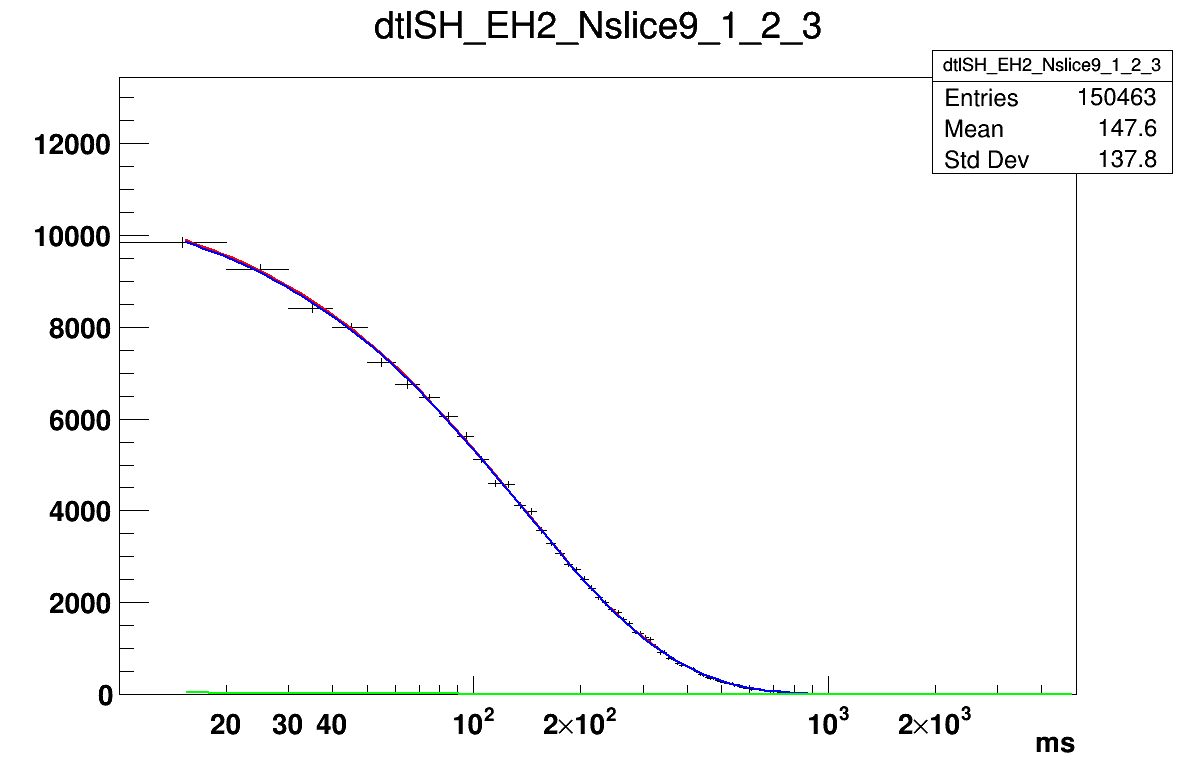 dtlSH_EH2_Nslice9_1_2_3
dtlSH_EH2_Nslice9_1_2_3
Entries 150463
Mean 147.6
Std Dev 137.8
12000
10000
8000
6000
4000
2000
0
20 30 40 10² 2×10² 10³ 2×10³
ms